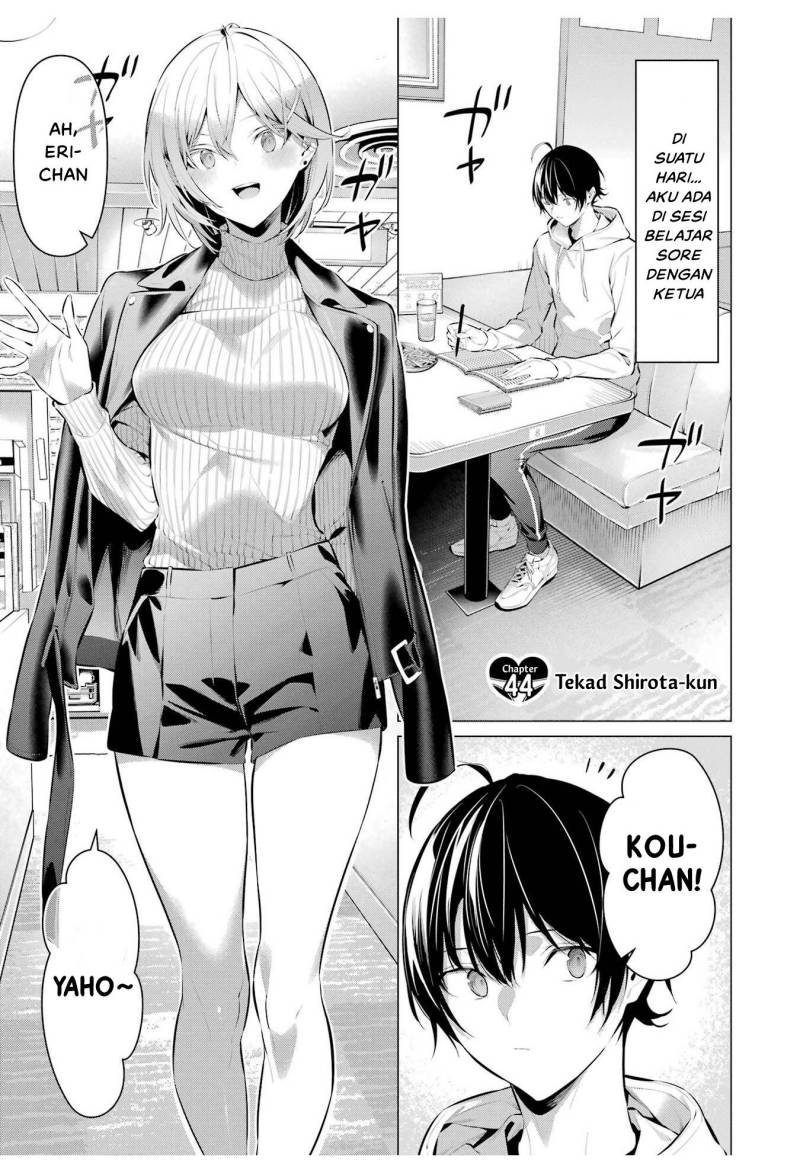 DI
SUATU
HARI...
AKU ADA
DI SESI
BELAJAR
SORE
DENGAN
KETUA
ガヤ
ガヤ
Chapter
44
Tekad Shirota-kun
KOU-
CHAN!
ガヤ
ガヤ
AH,
ERI-
CHAN
YAHO~